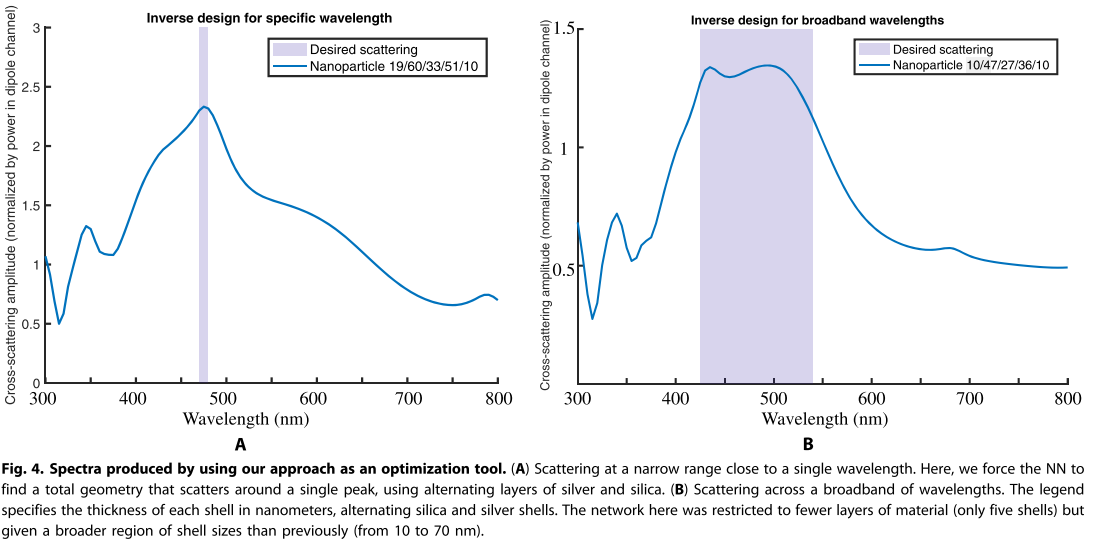 Inverse design for specific wavelength
Cross-scattering amplitude (normalized by power in dipole channel)
3
2.5
2
1.5
1
0.5
0
Desired scattering
Nanoparticle 19/60/33/51/10
300
400
500
600
700
800
Wavelength (nm)
A
Inverse design for broadband wavelengths
Cross-scattering amplitude (normalized by power in dipole channel)
1.5
1
0.5
Desired scattering
Nanoparticle 10/47/27/36/10
300
400
500
600
700
800
Wavelength (nm)
B
Fig. 4. Spectra produced by using our approach as an optimization tool. (A) Scattering at a narrow range close to a single wavelength. Here, we force the NN to
find a total geometry that scatters around a single peak, using alternating layers of silver and silica. (B) Scattering across a broadband of wavelengths. The legend
specifies the thickness of each shell in nanometers, alternating silica and silver shells. The network here was restricted to fewer layers of material (only five shells) but
given a broader region of shell sizes than previously (from 10 to 70 nm).